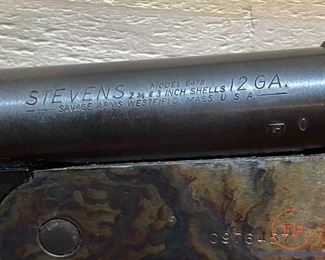 MODEL 9478
STEVENS 2 3/4 & 3 INCH SHELLS 12 GA.
SAVAGE ARMS WESTFIELD, MASS. U.S.A.